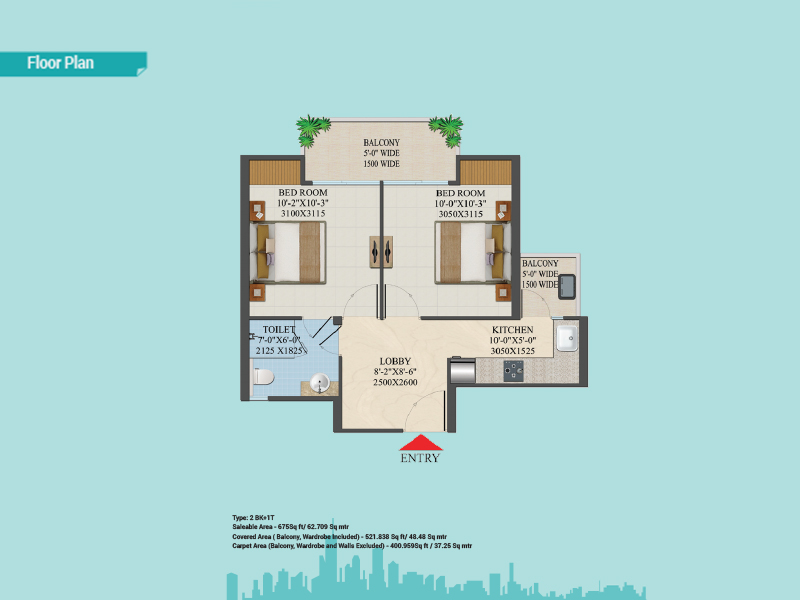 Floor Plan
BALCONY
5'-0" WIDE
1500 WIDE
BED ROOM
10'-2"X10'-3"
3100X3115
BED ROOM
10'-0"X10'-3"
3050X3115
BALCONY
5'-0" WIDE
1500 WIDE
TOILET
7'-0"X6'-0"
2125 X1825
KITCHEN
10'-0"X5'-0"
3050X1525
LOBBY
8'-2"X8'-6"
2500X2600
ENTRY
Type: 2 BK+1T
Saleable Area - 675Sq ft/ 62.709 Sq mtr
Covered Area ( Balcony, Wardrobe Included) - 521.838 Sq ft/ 48.48 Sq mtr
Carpet Area (Balcony, Wardrobe and Walls Excluded) - 400.959Sq ft / 37.25 Sq mtr